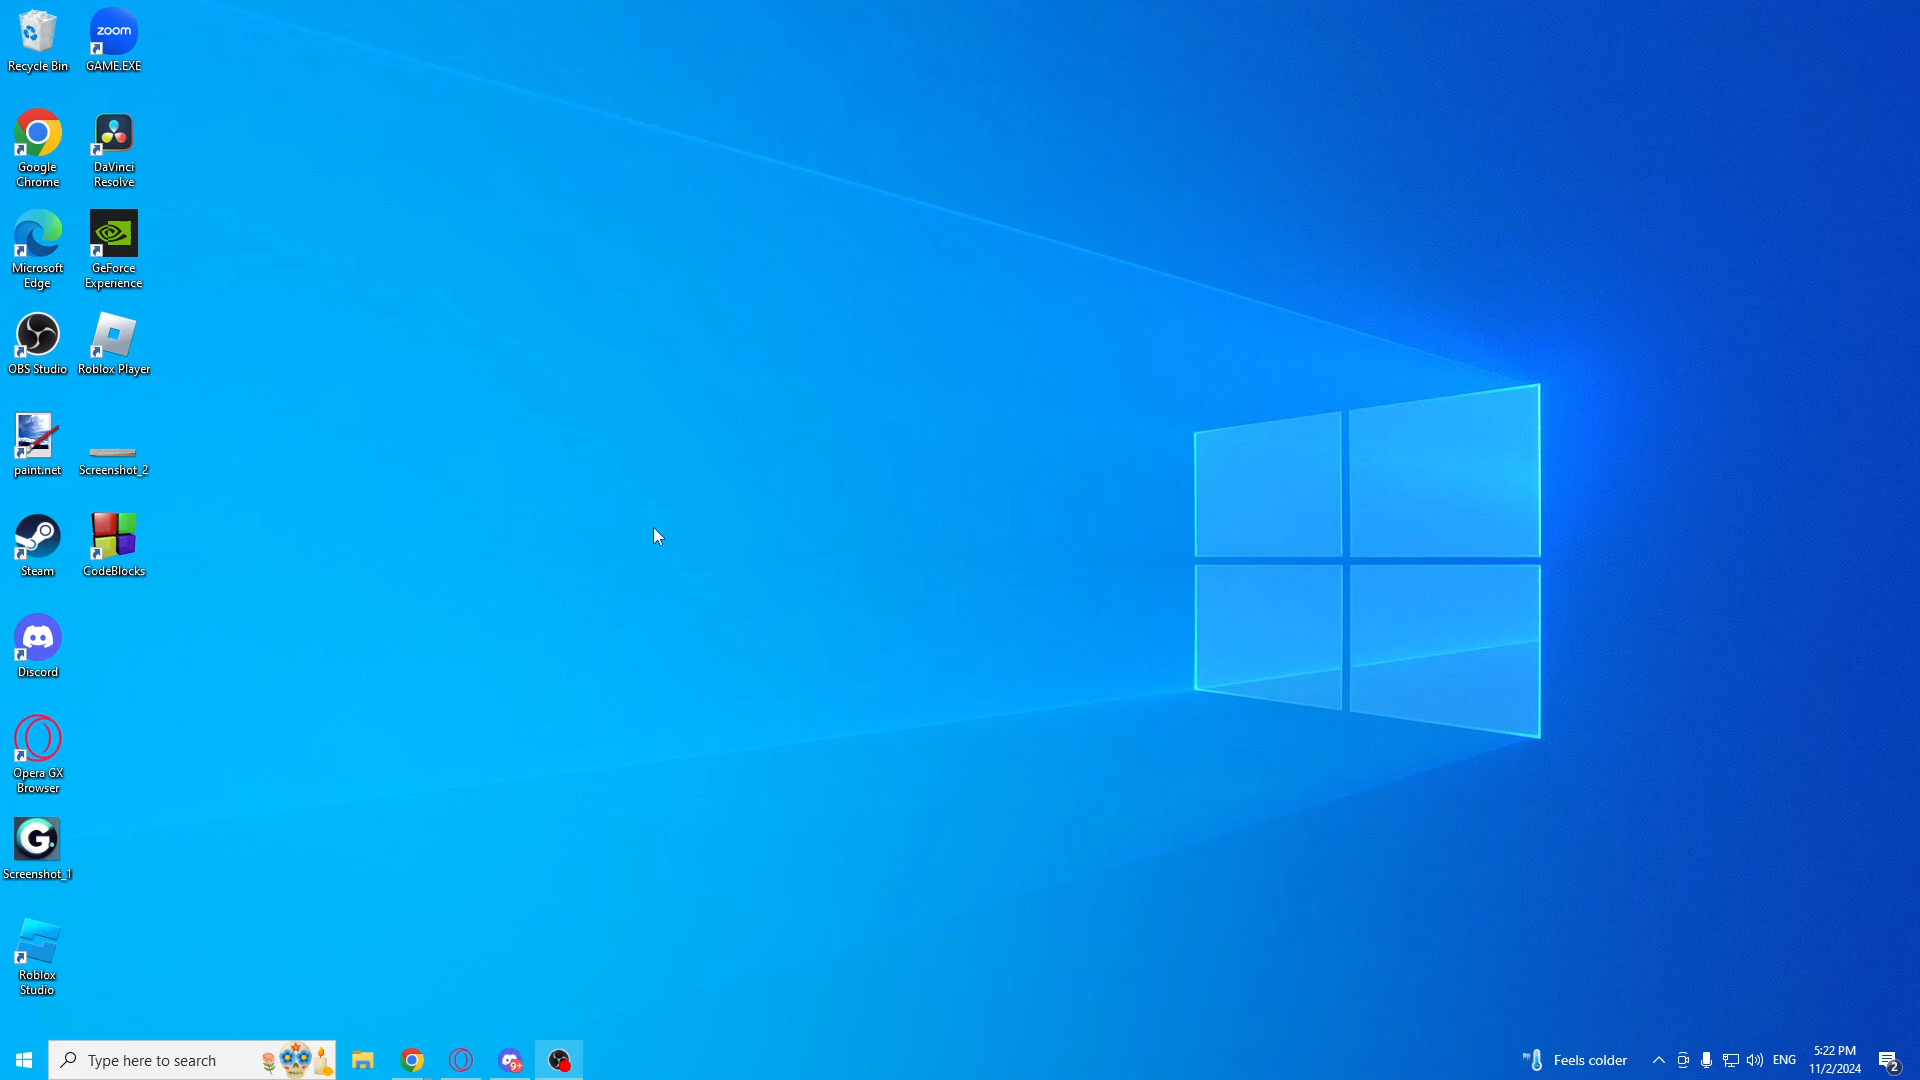 Recycle Bin
zoom
GAME.EXE
Google
Chrome
DaVinci
Resolve
Microsoft
Edge
GeForce
Experience
OBS Studio
Roblox Player
paint.net
Screenshot_2
Steam
CodeBlocks
Discord
Opera GX
Browser
G
Screenshot_1
Roblox
Studio
Type here to search
9+
Feels colder
ENG
5:22 PM
11/2/2024
2